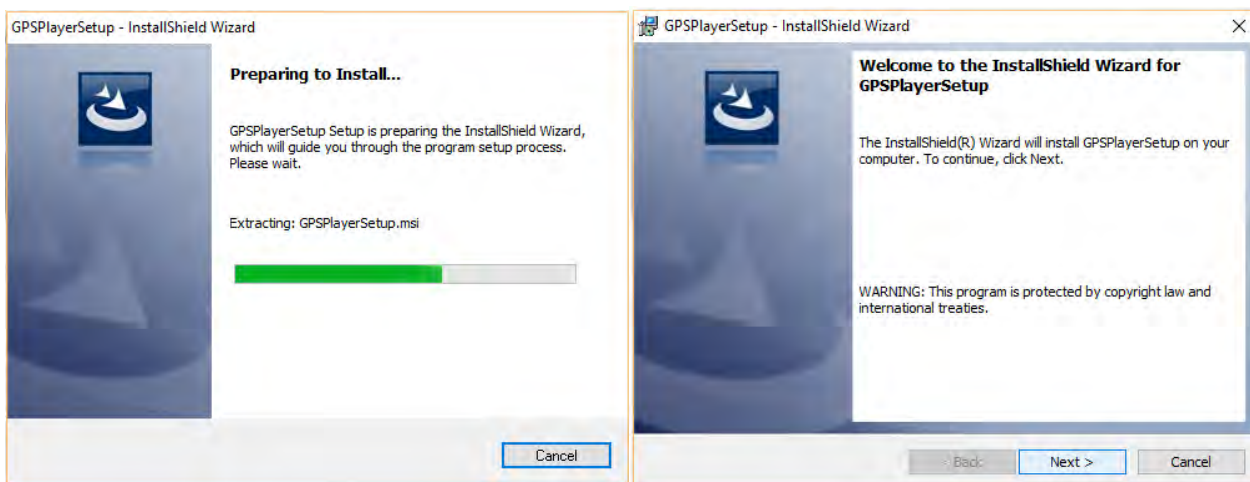 GPSPlayerSetup - InstallShield Wizard
Preparing to Install...
GPSPlayerSetup Setup is preparing the InstallShield Wizard,
which will guide you through the program setup process.
Please wait.
Extracting: GPSPlayerSetup.msi
Cancel
GPSPlayerSetup - InstallShield Wizard
Welcome to the InstallShield Wizard for
GPSPlayerSetup
The InstallShield(R) Wizard will install GPSPlayerSetup on your
computer. To continue, click Next.
WARNING: This program is protected by copyright law and
international treaties.
< Back
Next >
Cancel